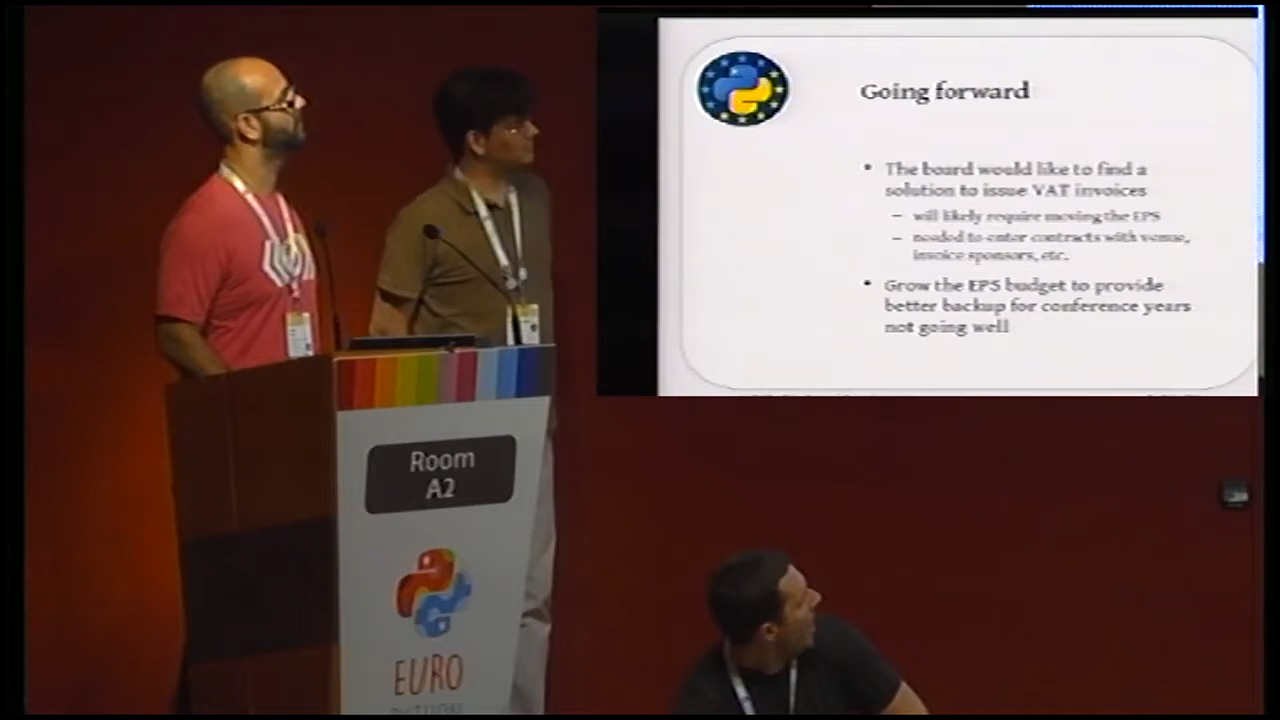 Going forward
• The board would like to find a
solution to issue VAT invoices
– will likely require moving the EPS
– needed to enter contracts with venue,
invoice sponsors, etc.
• Grow the EPS budget to provide
better backup for conference years
not going well
Room
A2
EURO
PYTHON